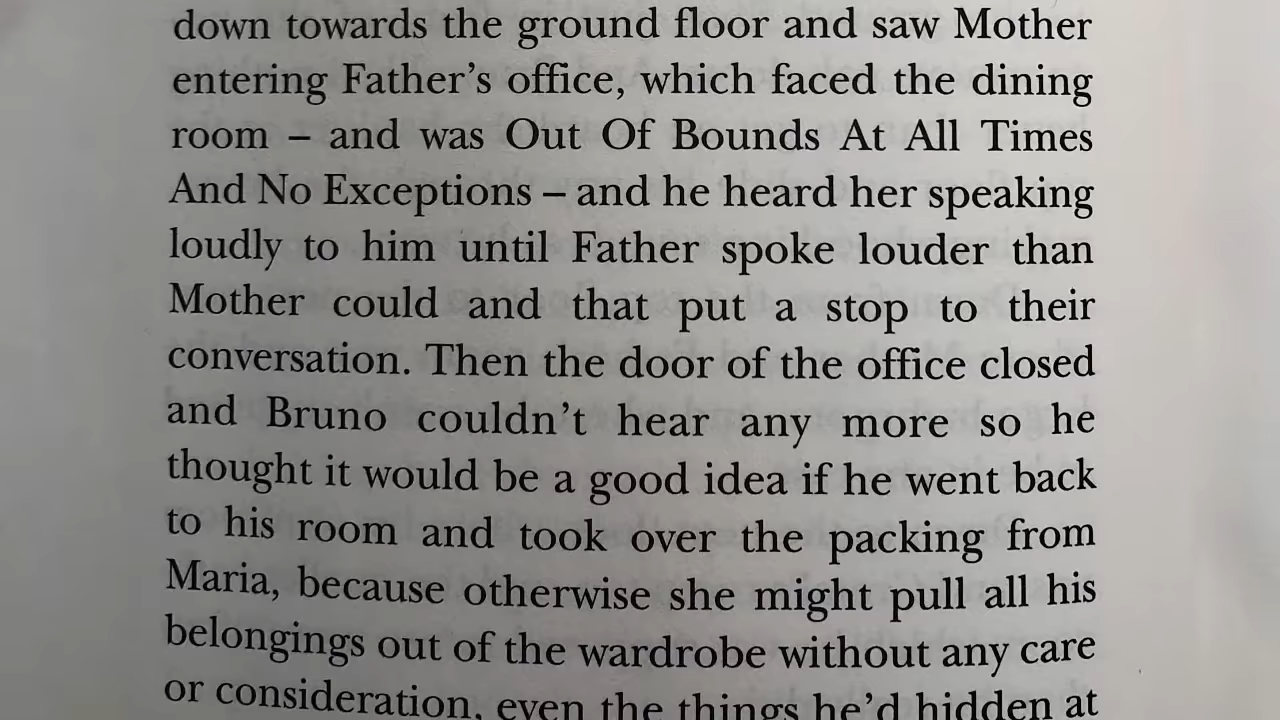 down towards the ground floor and saw Mother
entering Father’s office, which faced the dining
room – and was Out Of Bounds At All Times
And No Exceptions – and he heard her speaking
loudly to him until Father spoke louder than
Mother could and that put a stop to their
conversation. Then the door of the office closed
and Bruno couldn’t hear any more so he
thought it would be a good idea if he went back
to his room and took over the packing from
Maria, because otherwise she might pull all his
belongings out of the wardrobe without any care
or consideration, even the things he’d hidden at